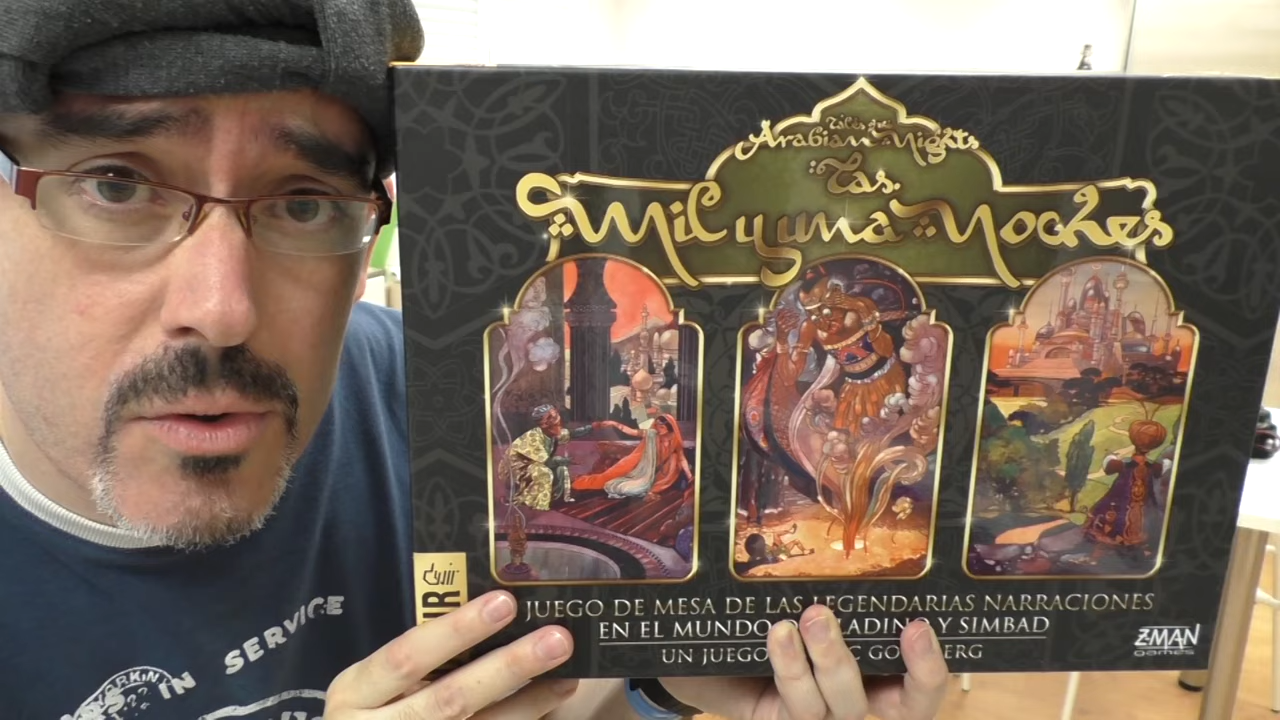 Tales of the
Arabian Nights
Las
Mil y una Noches
JUEGO DE MESA DE LAS LEGENDARIAS NARRACIONES
EN EL MUNDO Y SIMBAD
UN JUEGO
Z-MAN
games
IN SERVICE